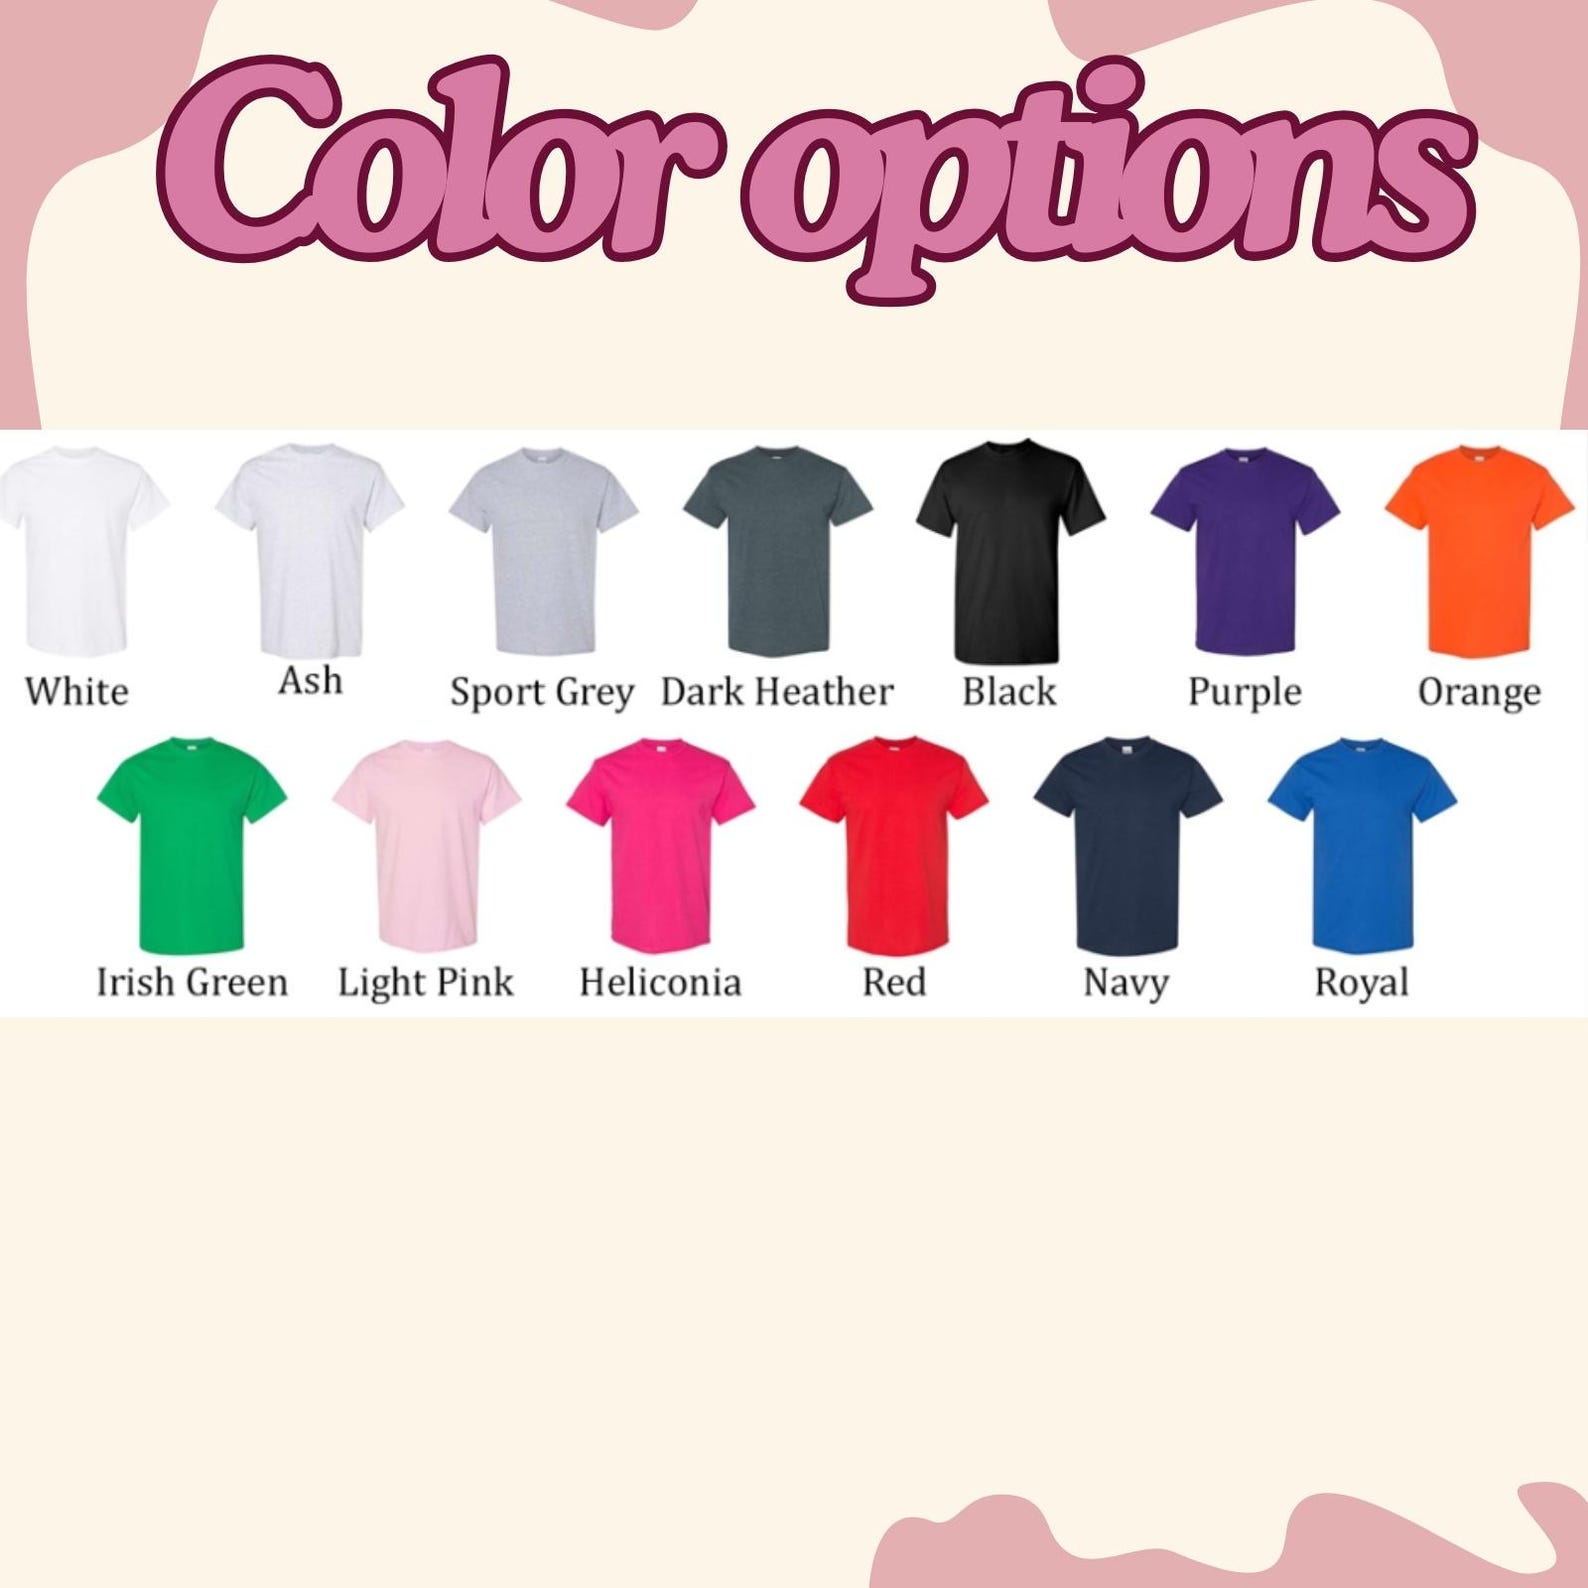 Color options
White Ash Sport Grey Dark Heather Black Purple Orange
Irish Green Light Pink Heliconia Red Navy Royal